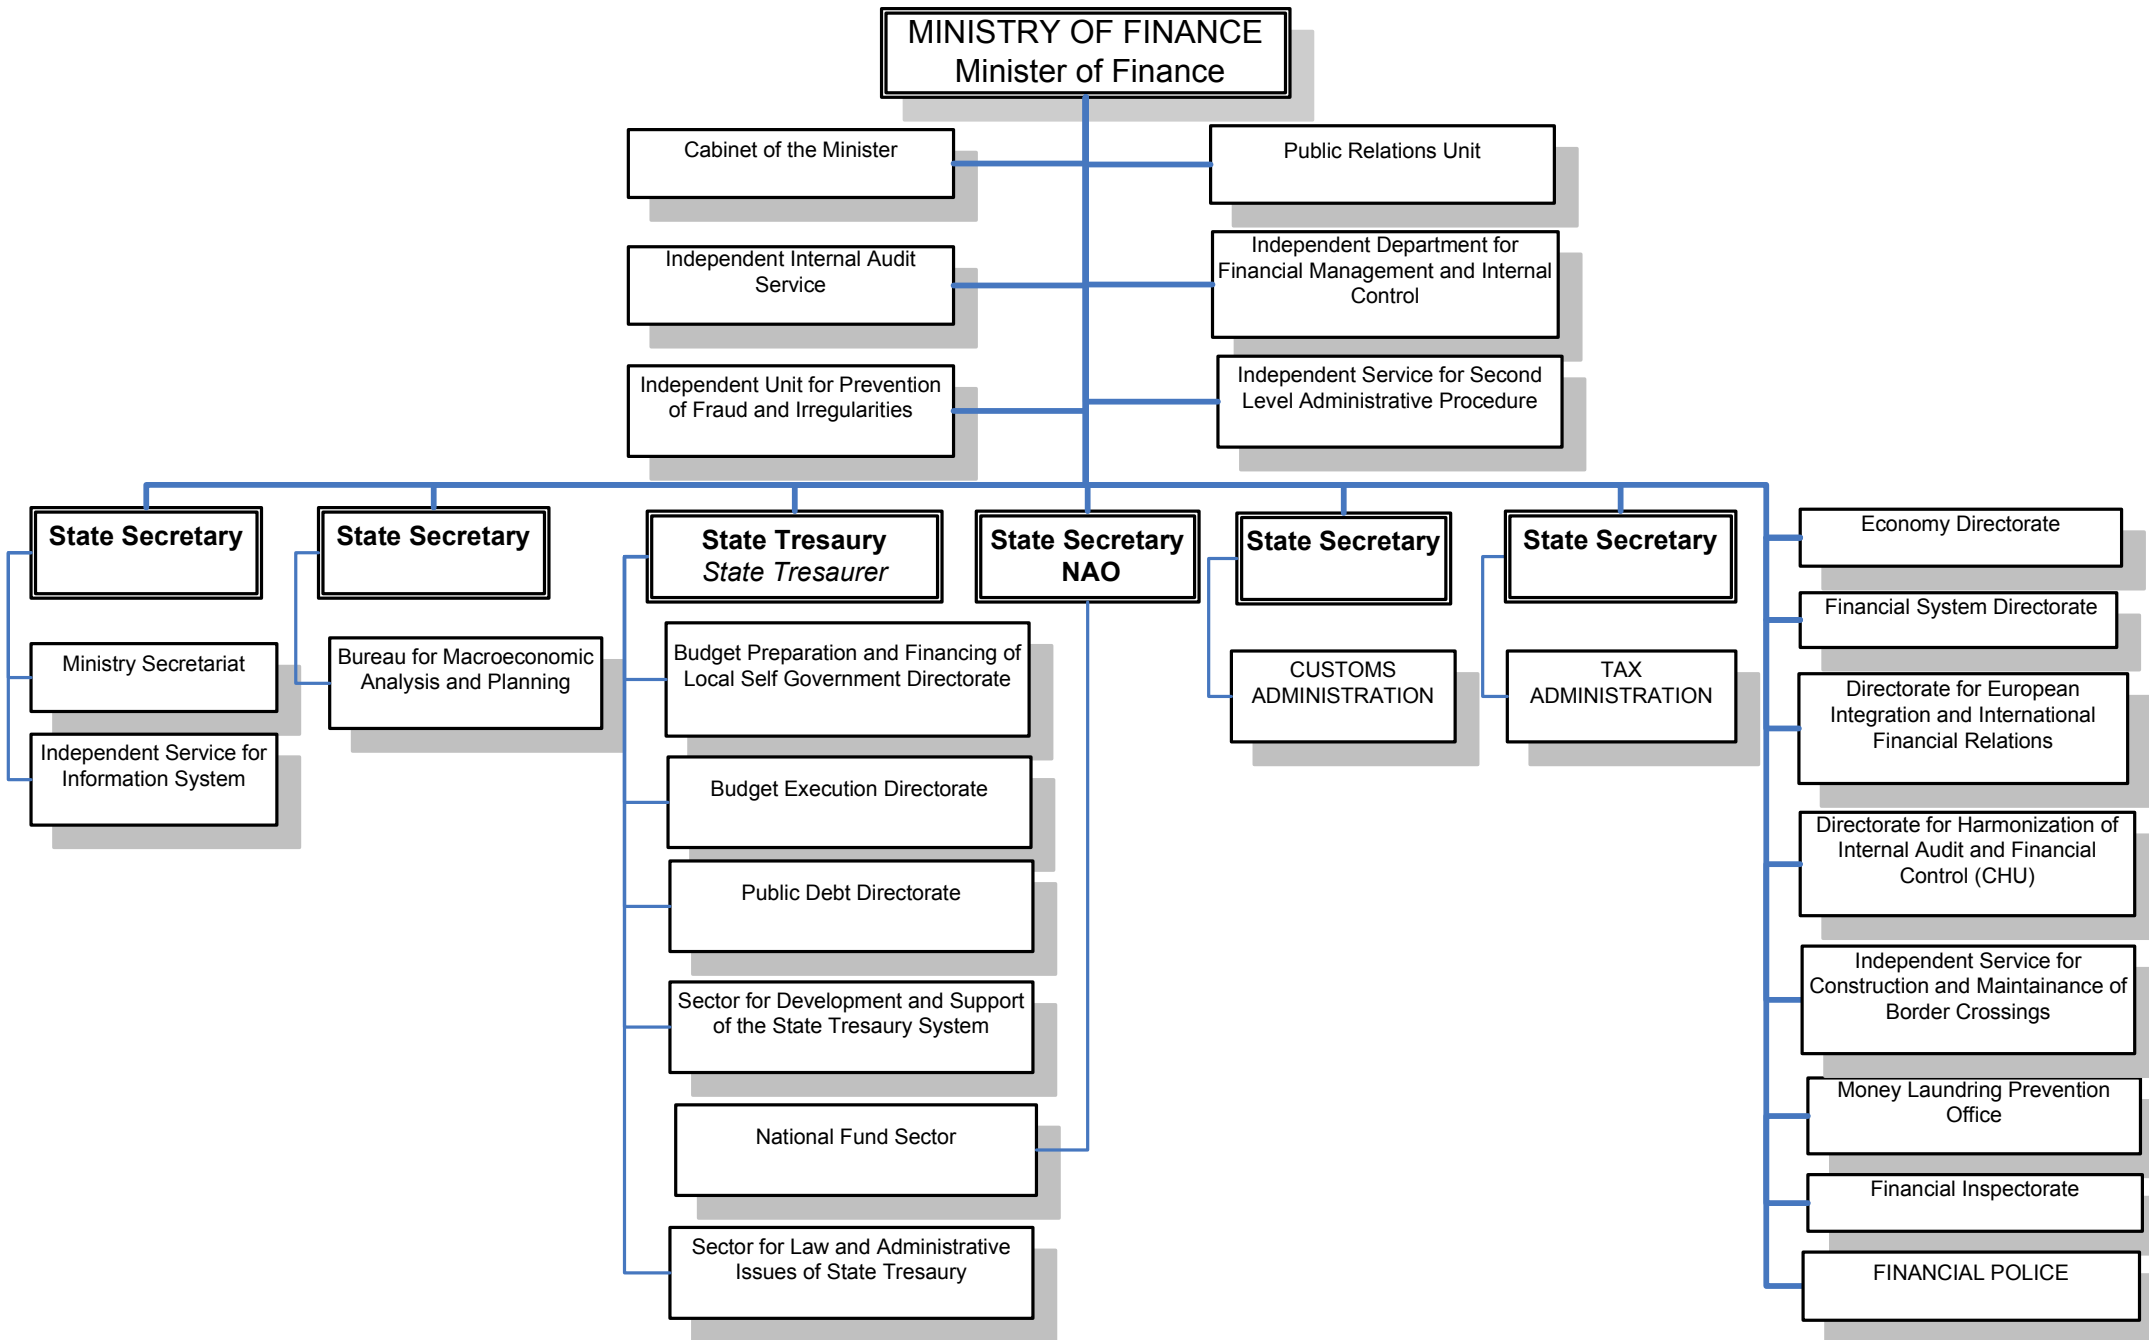 MINISTRY OF FINANCE
Minister of Finance
Cabinet of the Minister
Public Relations Unit
Independent Internal Audit
Service
Independent Department for
Financial Management and Internal
Control
Independent Unit for Prevention
of Fraud and Irregularities
Independent Service for Second
Level Administrative Procedure
State Secretary
Ministry Secretariat
Independent Service for
Information System
State Secretary
Bureau for Macroeconomic
Analysis and Planning
State Tresaury
State Tresaurer
Budget Preparation and Financing of
Local Self Government Directorate
Budget Execution Directorate
Public Debt Directorate
Sector for Development and Support
of the State Tresaury System
National Fund Sector
Sector for Law and Administrative
Issues of State Tresaury
State Secretary
NAO
State Secretary
CUSTOMS
ADMINISTRATION
State Secretary
TAX
ADMINISTRATION
Economy Directorate
Financial System Directorate
Directorate for European
Integration and International
Financial Relations
Directorate for Harmonization of
Internal Audit and Financial
Control (CHU)
Independent Service for
Construction and Maintainance of
Border Crossings
Money Laundring Prevention
Office
Financial Inspectorate
FINANCIAL POLICE